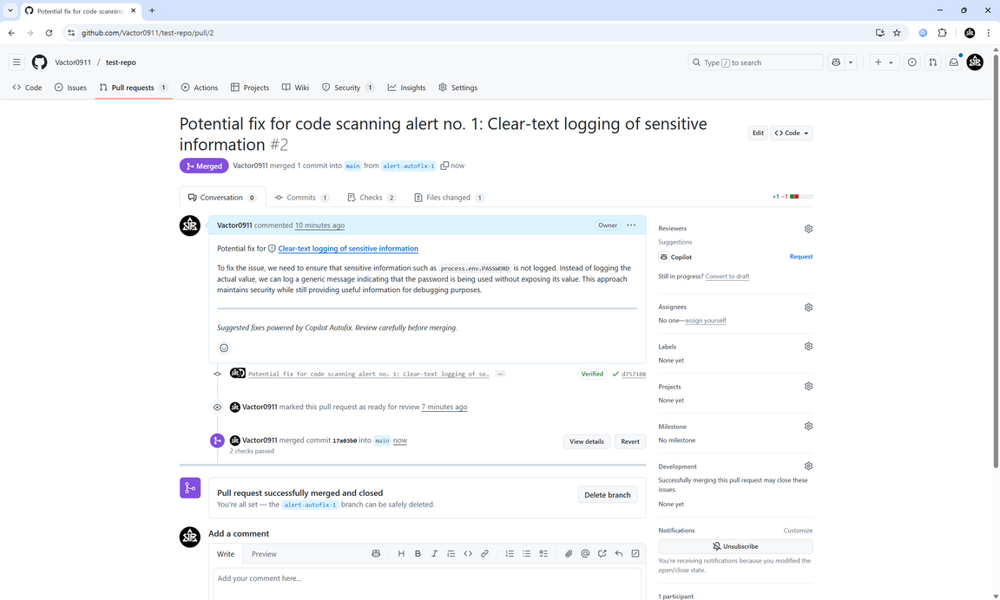 Potential fix for code scanning
github.com/Vactor0911/test-repo/pull/2
Vactor0911 / test-repo
Type / to search
Code
Issues
Pull requests 1
Actions
Projects
Wiki
Security 1
Insights
Settings
Potential fix for code scanning alert no. 1: Clear-text logging of sensitive
information #2
Edit
Code
Merged
Vactor0911 merged 1 commit into main from alert-autofix-1 now
Conversation 0
Commits 1
Checks 2
Files changed 1
+1 −1
Vactor0911 commented 10 minutes ago
Owner
Potential fix for Clear-text logging of sensitive information
To fix the issue, we need to ensure that sensitive information such as process.env.PASSWORD is not logged. Instead of logging the
actual value, we can log a generic message indicating that the password is being used without exposing its value. This approach
maintains security while still providing useful information for debugging purposes.
Suggested fixes powered by Copilot Autofix. Review carefully before merging.
Potential fix for code scanning alert no. 1: Clear-text logging of se…
Verified
d757108
Vactor0911 marked this pull request as ready for review 7 minutes ago
Vactor0911 merged commit 17a03b0 into main now
2 checks passed
View details
Revert
Pull request successfully merged and closed
You're all set — the alert-autofix-1 branch can be safely deleted.
Delete branch
Add a comment
Write
Preview
H B I
Add your comment here...
Reviewers
Suggestions
Copilot
Request
Still in progress? Convert to draft
Assignees
No one—assign yourself
Labels
None yet
Projects
None yet
Milestone
No milestone
Development
Successfully merging this pull request may close these
issues.
None yet
Notifications
Customize
Unsubscribe
You're receiving notifications because you modified the
open/close state.
1 participant